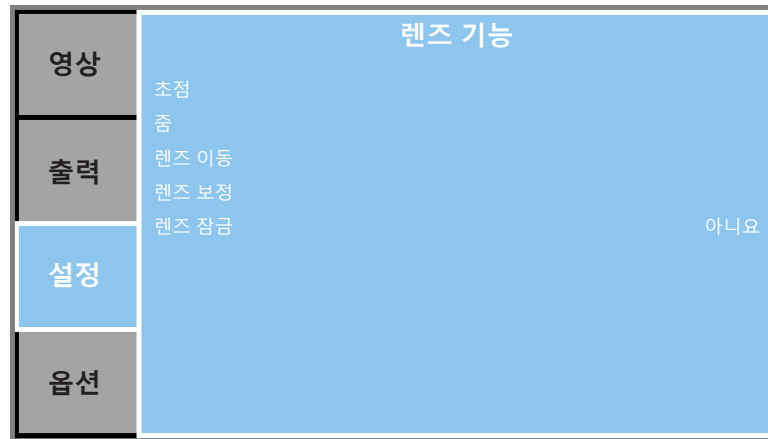 영상
출력
설정
옵션
렌즈 기능
초점
줌
렌즈 이동
렌즈 보정
렌즈 잠금 아니요